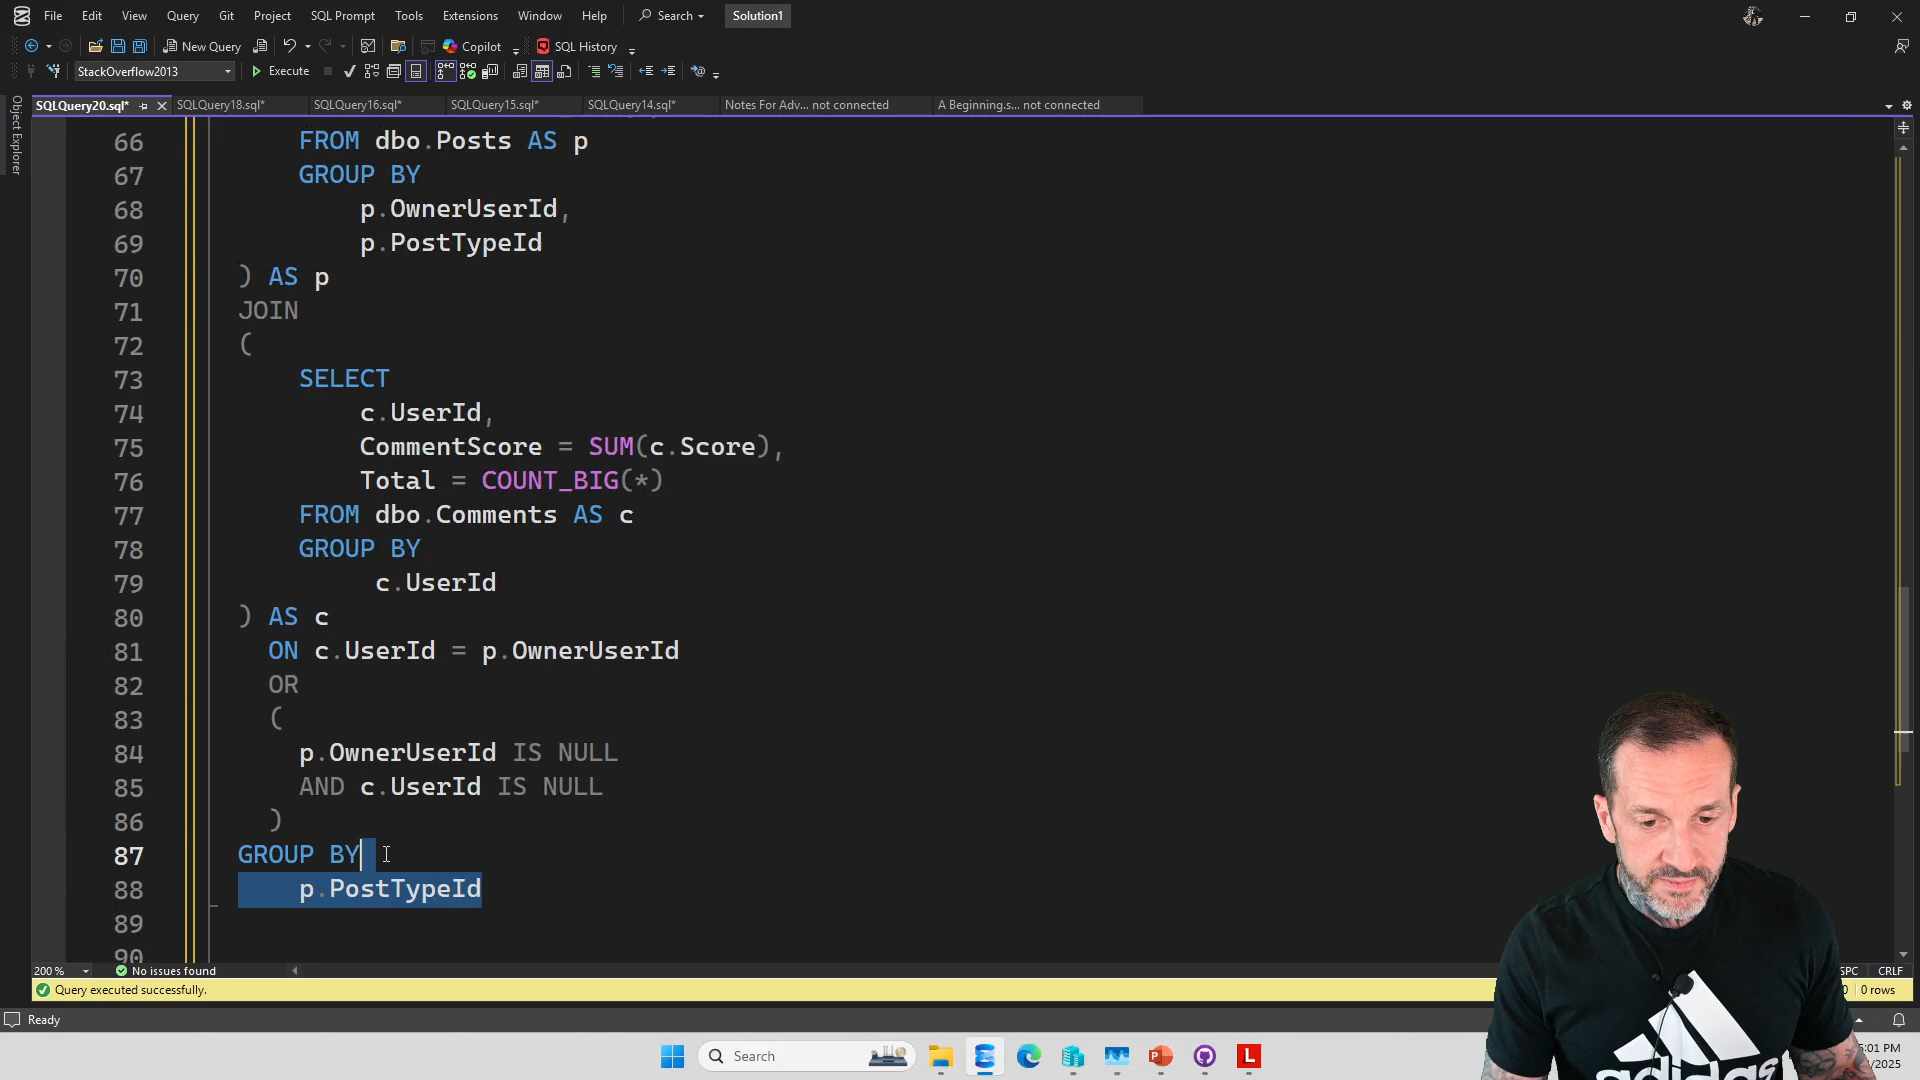 File Edit View Query Git Project SQL Prompt Tools Extensions Window Help Search Solution1
New Query Copilot SQL History
StackOverflow2013 Execute
SQLQuery20.sql* SQLQuery18.sql* SQLQuery16.sql* SQLQuery15.sql* SQLQuery14.sql* Notes For Adv... not connected A Beginning.s... not connected
Object Explorer
66 FROM dbo.Posts AS p
67 GROUP BY
68 p.OwnerUserId,
69 p.PostTypeId
70 ) AS p
71 JOIN
72 (
73 SELECT
74 c.UserId,
75 CommentScore = SUM(c.Score),
76 Total = COUNT_BIG(*)
77 FROM dbo.Comments AS c
78 GROUP BY
79 c.UserId
80 ) AS c
81 ON c.UserId = p.OwnerUserId
82 OR
83 (
84 p.OwnerUserId IS NULL
85 AND c.UserId IS NULL
86 )
87 GROUP BY
88 p.PostTypeId
89
90
200 % No issues found SPC CRLF
Query executed successfully. 0 rows
Ready
Search
adidas